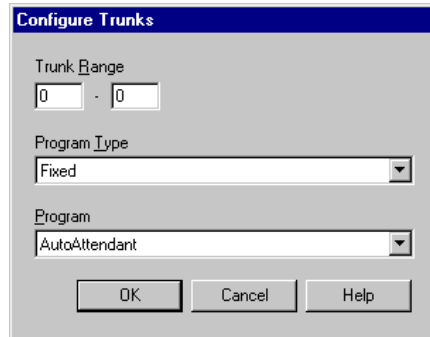 Configure Trunks
Trunk Range
0 - 0
Program Type
Fixed
Program
AutoAttendant
OK Cancel Help